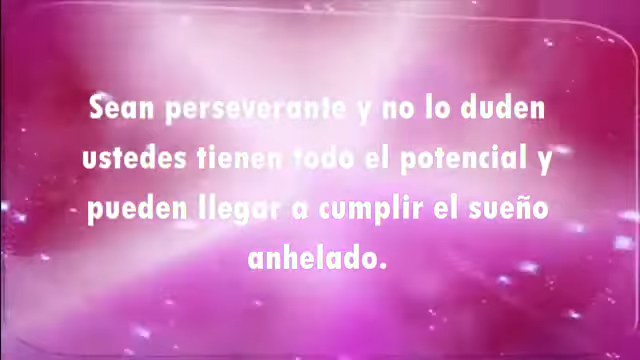 Sean perseverante y no lo duden
ustedes tienen todo el potencial y
pueden llegar a cumplir el sueño
anhelado.